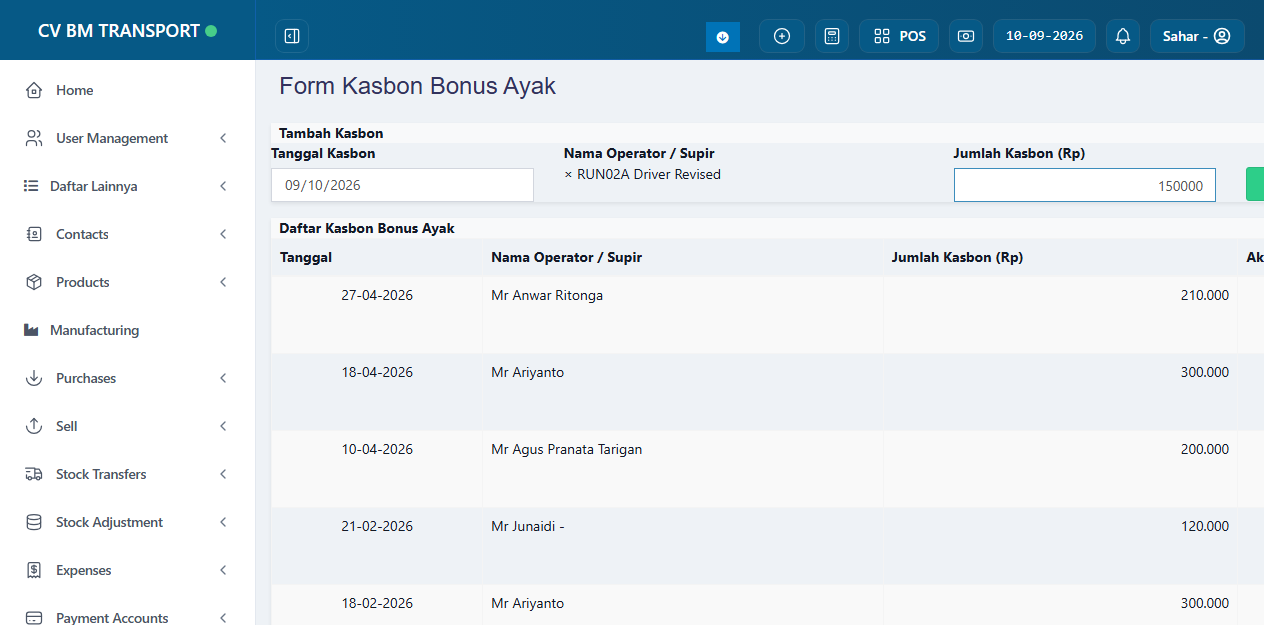 CV BM TRANSPORT
POS
10-09-2026
Sahar -
Home
User Management
Daftar Lainnya
Contacts
Products
Manufacturing
Purchases
Sell
Stock Transfers
Stock Adjustment
Expenses
Payment Accounts
Form Kasbon Bonus Ayak
Tambah Kasbon
Tanggal Kasbon Nama Operator / Supir Jumlah Kasbon (Rp)
09/10/2026 × RUN02A Driver Revised 150000
Daftar Kasbon Bonus Ayak
Tanggal Nama Operator / Supir Jumlah Kasbon (Rp) Ak
27-04-2026 Mr Anwar Ritonga 210.000
18-04-2026 Mr Ariyanto 300.000
10-04-2026 Mr Agus Pranata Tarigan 200.000
21-02-2026 Mr Junaidi - 120.000
18-02-2026 Mr Ariyanto 300.000